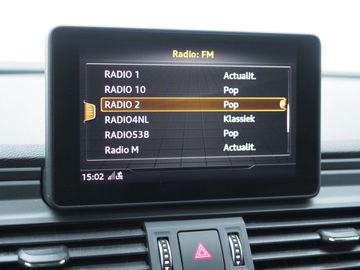 Radio: FM
RADIO 1 Actualit.
RADIO 10 Pop
RADIO 2 Pop
RADIO4NL Klassiek
RADIO538 Pop
Radio M Actualit.
15:02